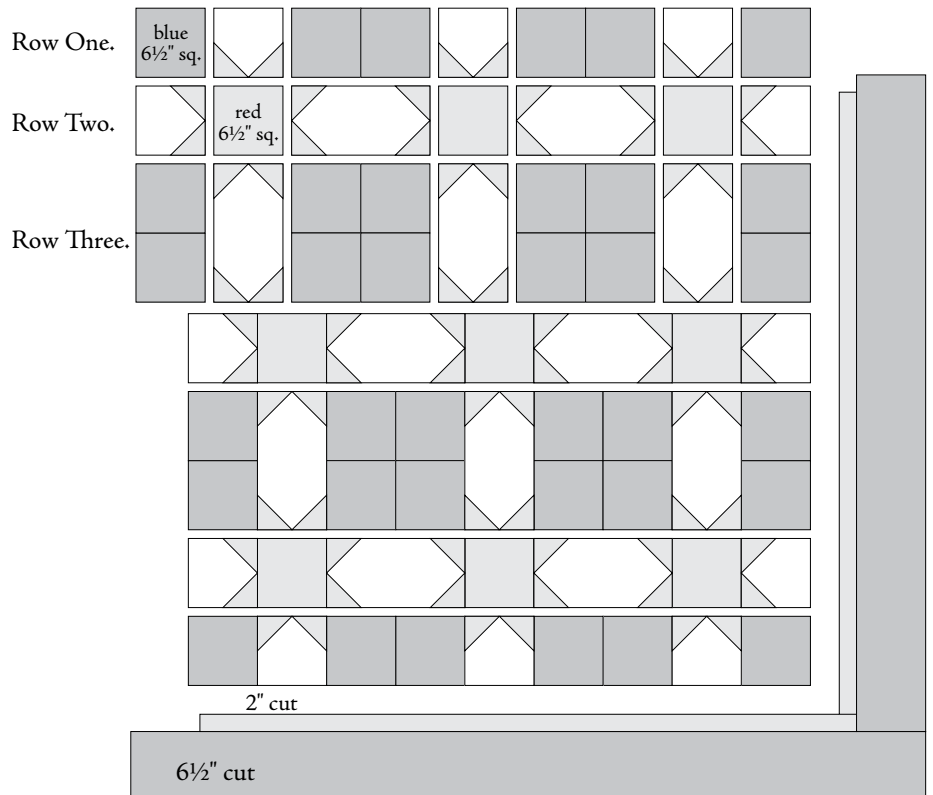 Row One.
blue
6½" sq.
Row Two.
red
6½" sq.
Row Three.
2" cut
6½" cut